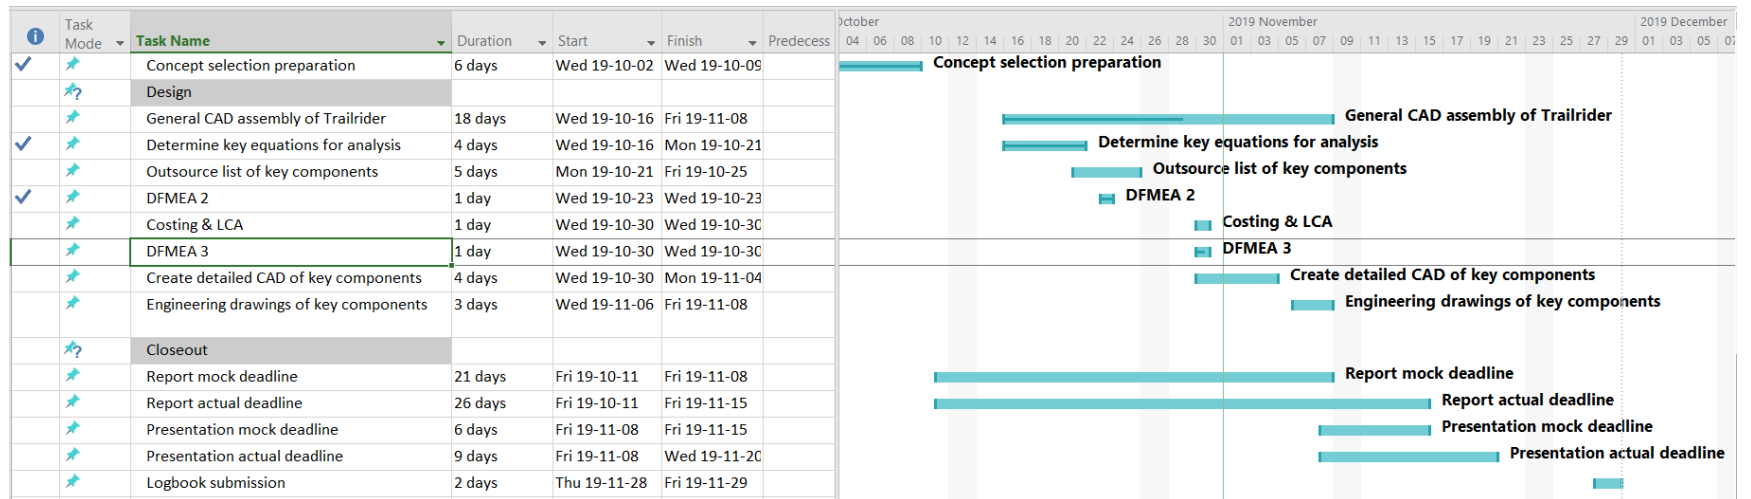 Task Mode Task Name Duration Start Finish Predecess
Concept selection preparation 6 days Wed 19-10-02 Wed 19-10-09
Design
General CAD assembly of Trailrider 18 days Wed 19-10-16 Fri 19-11-08
Determine key equations for analysis 4 days Wed 19-10-16 Mon 19-10-21
Outsource list of key components 5 days Mon 19-10-21 Fri 19-10-25
DFMEA 2 1 day Wed 19-10-23 Wed 19-10-23
Costing & LCA 1 day Wed 19-10-30 Wed 19-10-30
DFMEA 3 1 day Wed 19-10-30 Wed 19-10-30
Create detailed CAD of key components 4 days Wed 19-10-30 Mon 19-11-04
Engineering drawings of key components 3 days Wed 19-11-06 Fri 19-11-08
Closeout
Report mock deadline 21 days Fri 19-10-11 Fri 19-11-08
Report actual deadline 26 days Fri 19-10-11 Fri 19-11-15
Presentation mock deadline 6 days Fri 19-11-08 Fri 19-11-15
Presentation actual deadline 9 days Fri 19-11-08 Wed 19-11-20
Logbook submission 2 days Thu 19-11-28 Fri 19-11-29
October 2019 November 2019 December
04 06 08 10 12 14 16 18 20 22 24 26 28 30 01 03 05 07 09 11 13 15 17 19 21 23 25 27 29 01 03 05 07
Concept selection preparation
General CAD assembly of Trailrider
Determine key equations for analysis
Outsource list of key components
DFMEA 2
Costing & LCA
DFMEA 3
Create detailed CAD of key components
Engineering drawings of key components
Report mock deadline
Report actual deadline
Presentation mock deadline
Presentation actual deadline